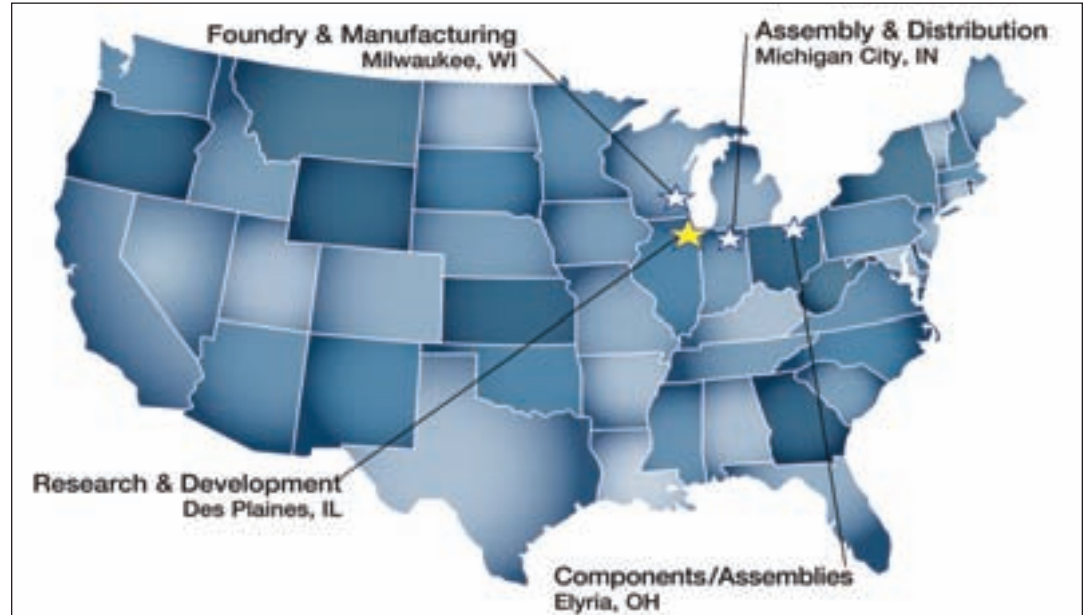 Foundry & Manufacturing
Milwaukee, WI
Assembly & Distribution
Michigan City, IN
Research & Development
Des Plaines, IL
Components/Assemblies
Elyria, OH